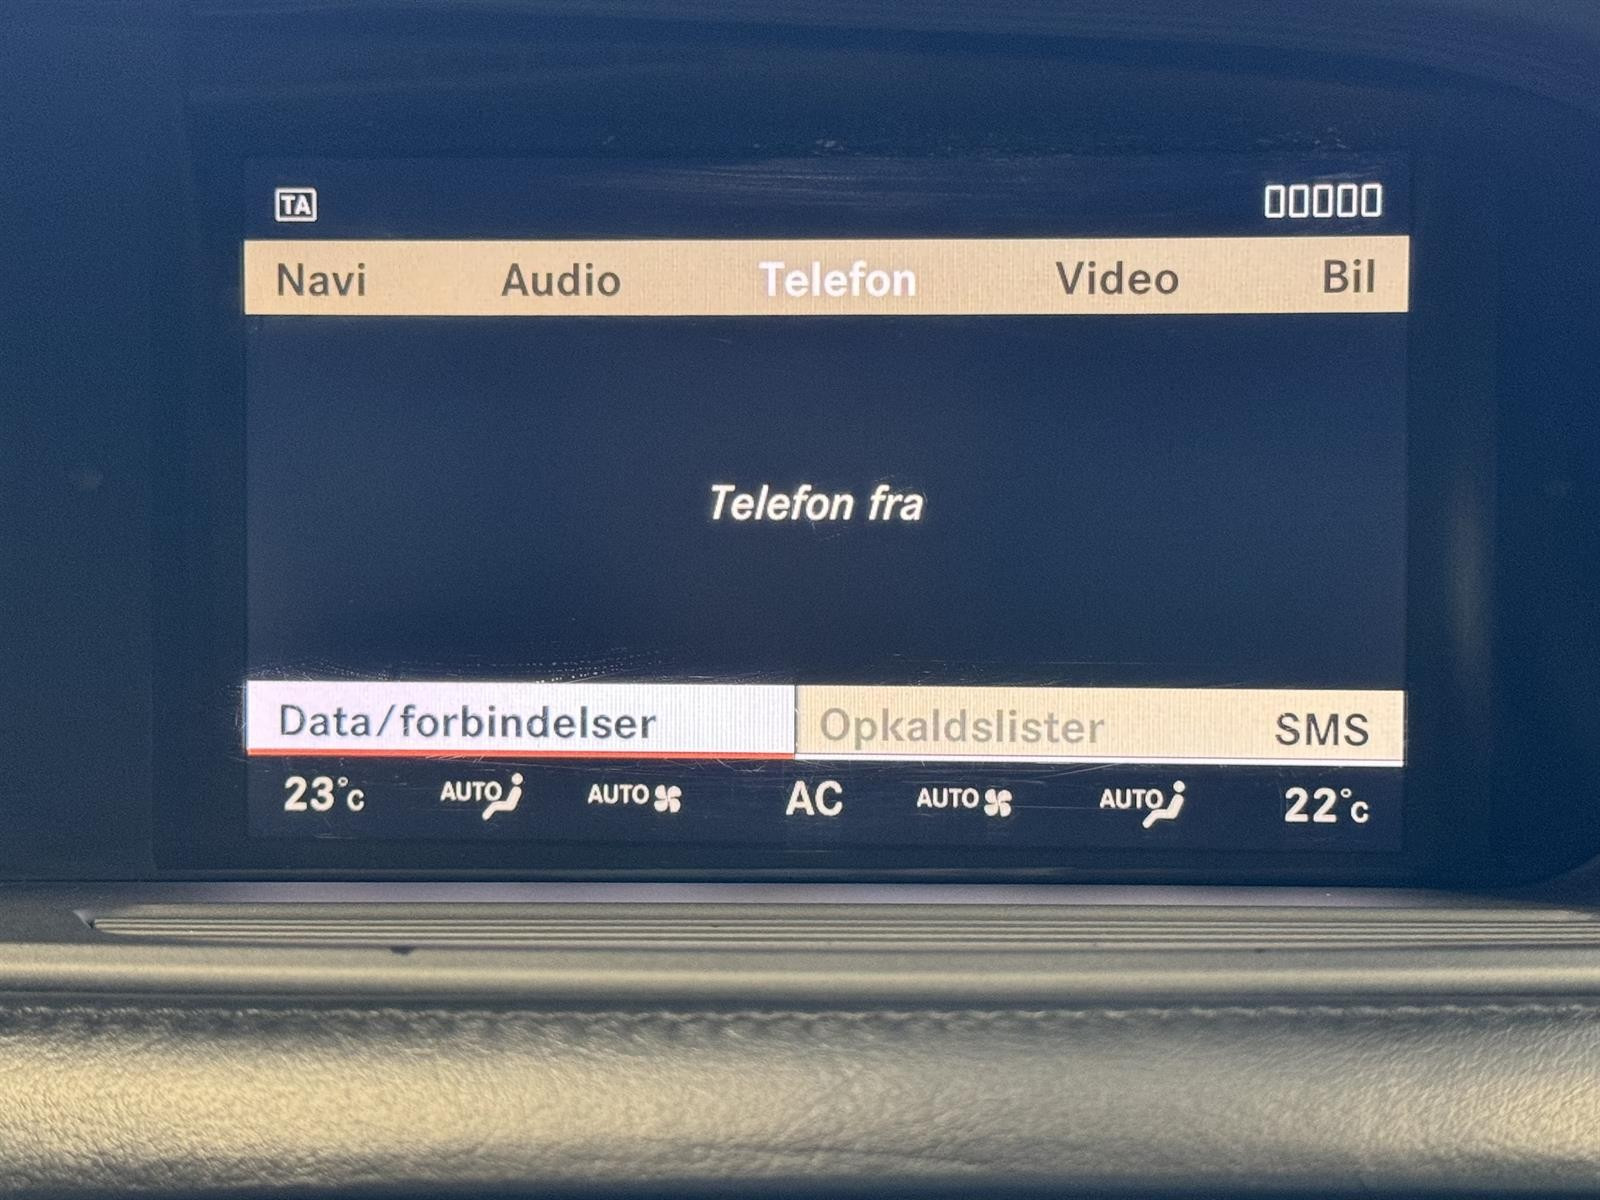 TA
Navi Audio Telefon Video Bil
Telefon fra
Data/forbindelser Opkaldslister SMS
23°C AUTO AUTO AC AUTO AUTO 22°C